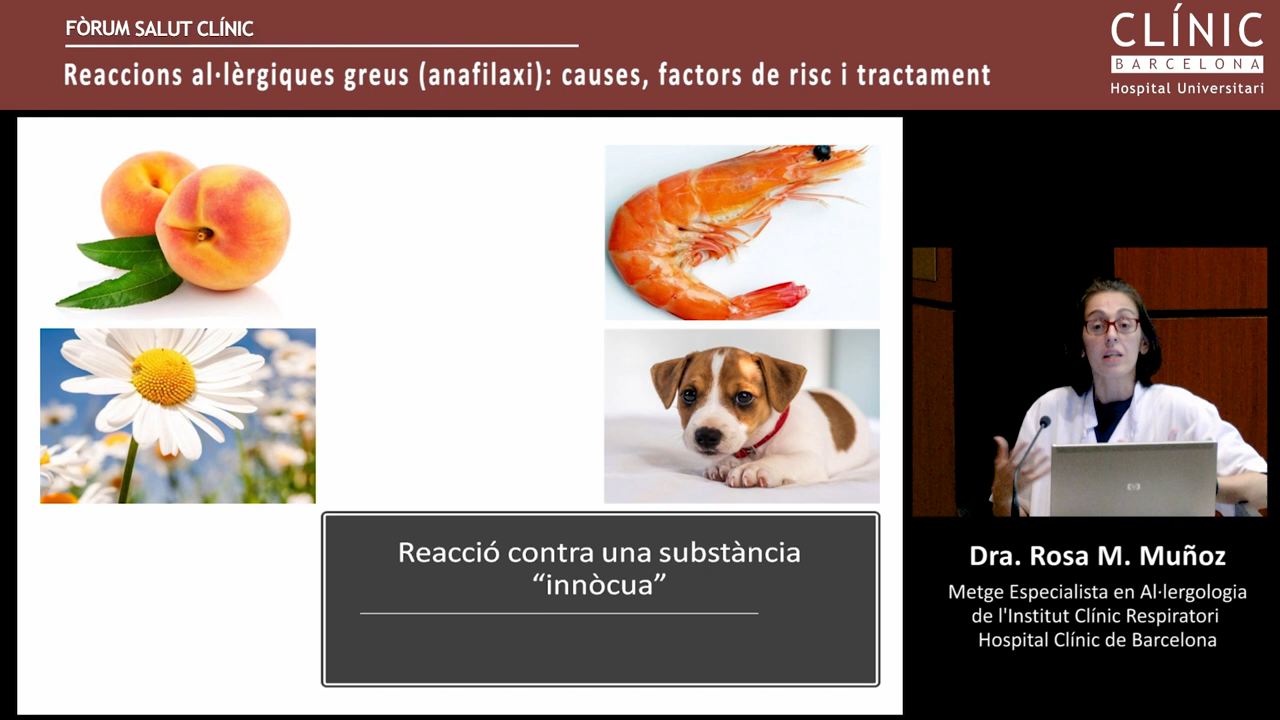 FÒRUM SALUT CLÍNIC
Reaccions al·lèrgiques greus (anafilaxi): causes, factors de risc i tractament
CLÍNIC
BARCELONA
Hospital Universitari
Reacció contra una substància
“innòcua”
hp
Dra. Rosa M. Muñoz
Metge Especialista en Al·lergologia
de l'Institut Clínic Respiratori
Hospital Clínic de Barcelona